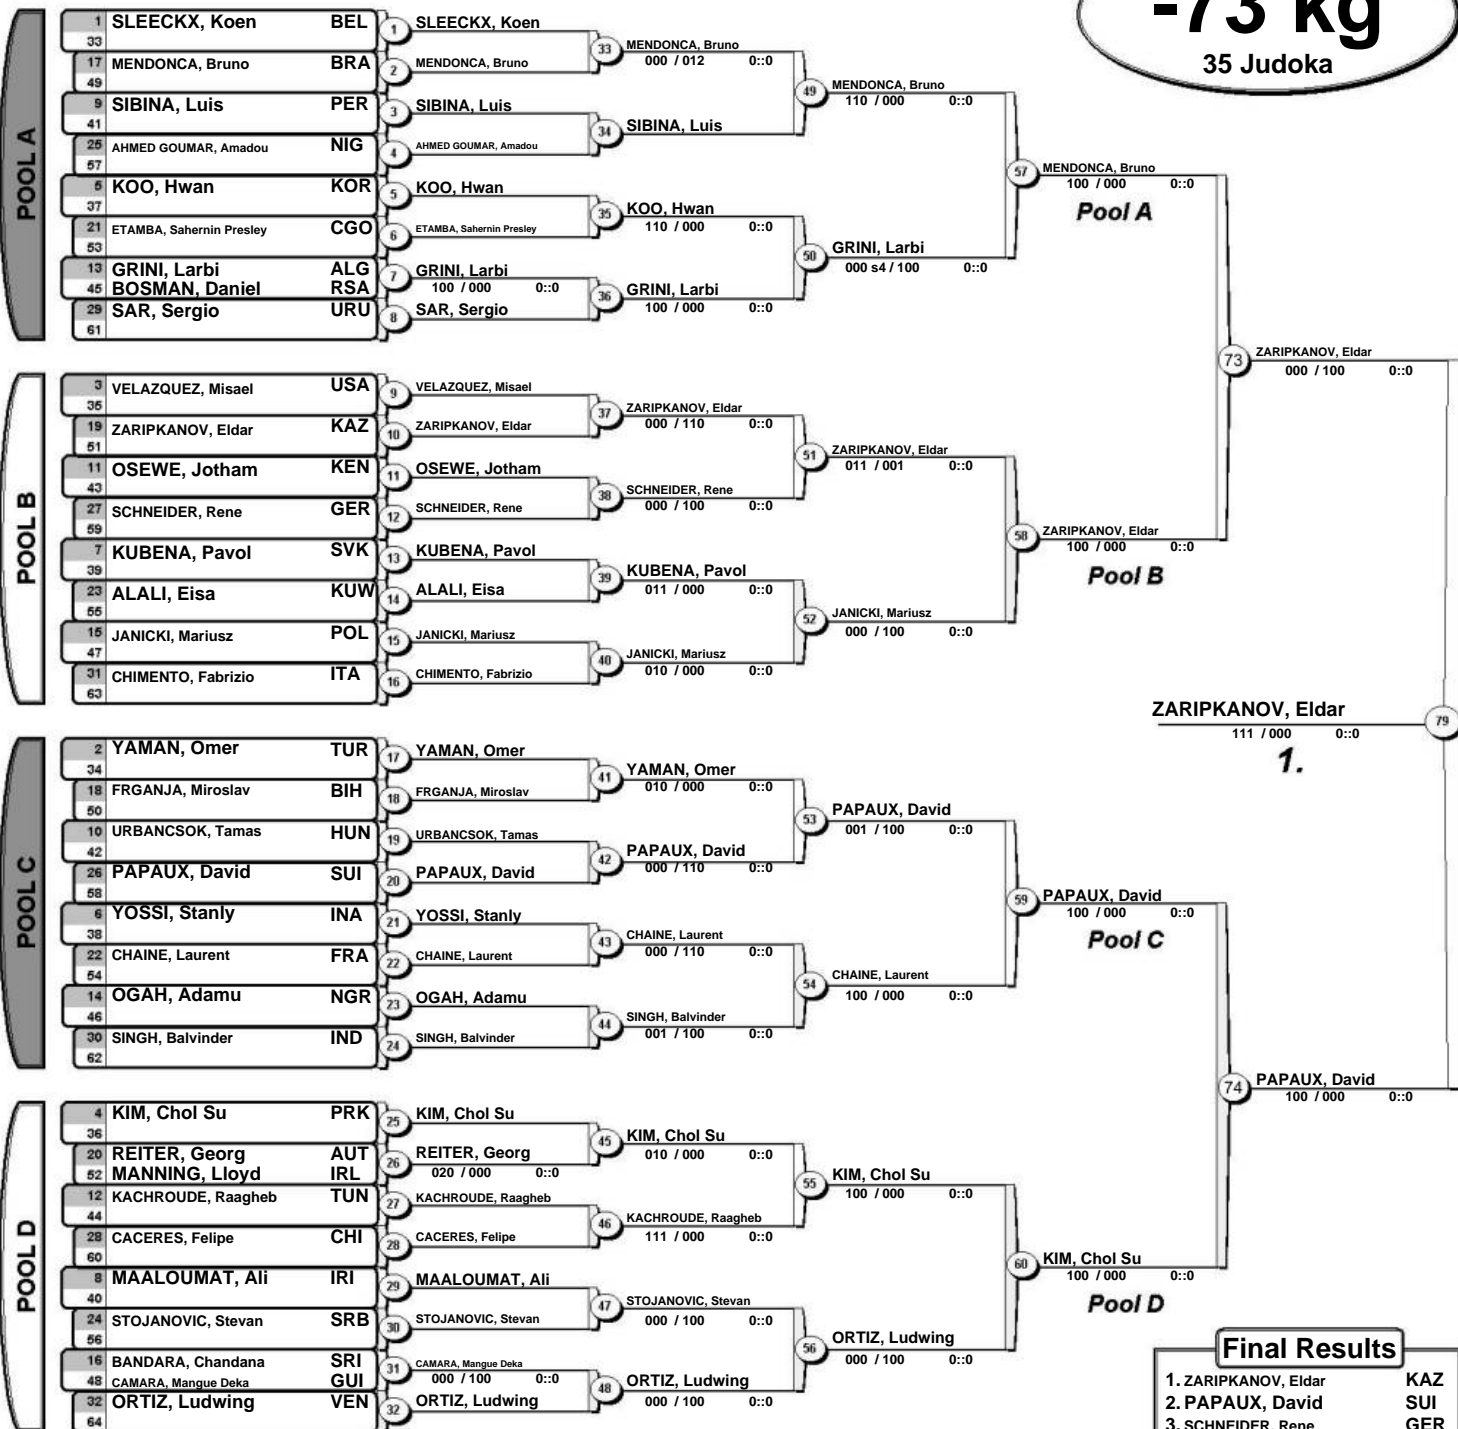 -73 kg
35 Judoka
POOL A
1 SLEECKX, Koen BEL
33
17 MENDONCA, Bruno BRA
49
9 SIBINA, Luis PER
41
25 AHMED GOUMAR, Amadou NIG
57
5 KOO, Hwan KOR
37
21 ETAMBA, Sahernin Presley CGO
53
13 GRINI, Larbi ALG
45 BOSMAN, Daniel RSA
29 SAR, Sergio URU
61
1 SLEECKX, Koen
2 MENDONCA, Bruno
3 SIBINA, Luis
4 AHMED GOUMAR, Amadou
5 KOO, Hwan
6 ETAMBA, Sahernin Presley
7 GRINI, Larbi
100 / 000 0::0
8 SAR, Sergio
33 MENDONCA, Bruno
000 / 012 0::0
34 SIBINA, Luis
35 KOO, Hwan
110 / 000 0::0
36 GRINI, Larbi
100 / 000 0::0
49 MENDONCA, Bruno
110 / 000 0::0
50 GRINI, Larbi
000 s4 / 100 0::0
57 MENDONCA, Bruno
100 / 000 0::0
Pool A
POOL B
3 VELAZQUEZ, Misael USA
35
19 ZARIPKANOV, Eldar KAZ
51
11 OSEWE, Jotham KEN
43
27 SCHNEIDER, Rene GER
59
7 KUBENA, Pavol SVK
39
23 ALALI, Eisa KUW
55
15 JANICKI, Mariusz POL
47
31 CHIMENTO, Fabrizio ITA
63
9 VELAZQUEZ, Misael
10 ZARIPKANOV, Eldar
11 OSEWE, Jotham
12 SCHNEIDER, Rene
13 KUBENA, Pavol
14 ALALI, Eisa
15 JANICKI, Mariusz
16 CHIMENTO, Fabrizio
37 ZARIPKANOV, Eldar
000 / 110 0::0
38 SCHNEIDER, Rene
000 / 100 0::0
39 KUBENA, Pavol
011 / 000 0::0
40 JANICKI, Mariusz
010 / 000 0::0
51 ZARIPKANOV, Eldar
011 / 001 0::0
52 JANICKI, Mariusz
000 / 100 0::0
58 ZARIPKANOV, Eldar
100 / 000 0::0
Pool B
73 ZARIPKANOV, Eldar
000 / 100 0::0
ZARIPKANOV, Eldar 79
111 / 000 0::0
1.
POOL C
2 YAMAN, Omer TUR
34
18 FRGANJA, Miroslav BIH
50
10 URBANCSOK, Tamas HUN
42
26 PAPAUX, David SUI
58
6 YOSSI, Stanly INA
38
22 CHAINE, Laurent FRA
54
14 OGAH, Adamu NGR
46
30 SINGH, Balvinder IND
62
17 YAMAN, Omer
18 FRGANJA, Miroslav
19 URBANCSOK, Tamas
20 PAPAUX, David
21 YOSSI, Stanly
22 CHAINE, Laurent
23 OGAH, Adamu
24 SINGH, Balvinder
41 YAMAN, Omer
010 / 000 0::0
42 PAPAUX, David
000 / 110 0::0
43 CHAINE, Laurent
000 / 110 0::0
44 SINGH, Balvinder
001 / 100 0::0
53 PAPAUX, David
001 / 100 0::0
54 CHAINE, Laurent
100 / 000 0::0
59 PAPAUX, David
100 / 000 0::0
Pool C
74 PAPAUX, David
100 / 000 0::0
POOL D
4 KIM, Chol Su PRK
36
20 REITER, Georg AUT
52 MANNING, Lloyd IRL
12 KACHROUDE, Raagheb TUN
44
28 CACERES, Felipe CHI
60
8 MAALOUMAT, Ali IRI
40
24 STOJANOVIC, Stevan SRB
56
16 BANDARA, Chandana SRI
48 CAMARA, Mangue Deka GUI
32 ORTIZ, Ludwing VEN
64
25 KIM, Chol Su
26 REITER, Georg
020 / 000 0::0
27 KACHROUDE, Raagheb
28 CACERES, Felipe
29 MAALOUMAT, Ali
30 STOJANOVIC, Stevan
31 CAMARA, Mangue Deka
000 / 100 0::0
32 ORTIZ, Ludwing
45 KIM, Chol Su
010 / 000 0::0
46 KACHROUDE, Raagheb
111 / 000 0::0
47 STOJANOVIC, Stevan
000 / 100 0::0
48 ORTIZ, Ludwing
000 / 100 0::0
55 KIM, Chol Su
100 / 000 0::0
56 ORTIZ, Ludwing
000 / 100 0::0
60 KIM, Chol Su
100 / 000 0::0
Pool D
Final Results
1. ZARIPKANOV, Eldar KAZ
2. PAPAUX, David SUI
3. SCHNEIDER, Rene GER